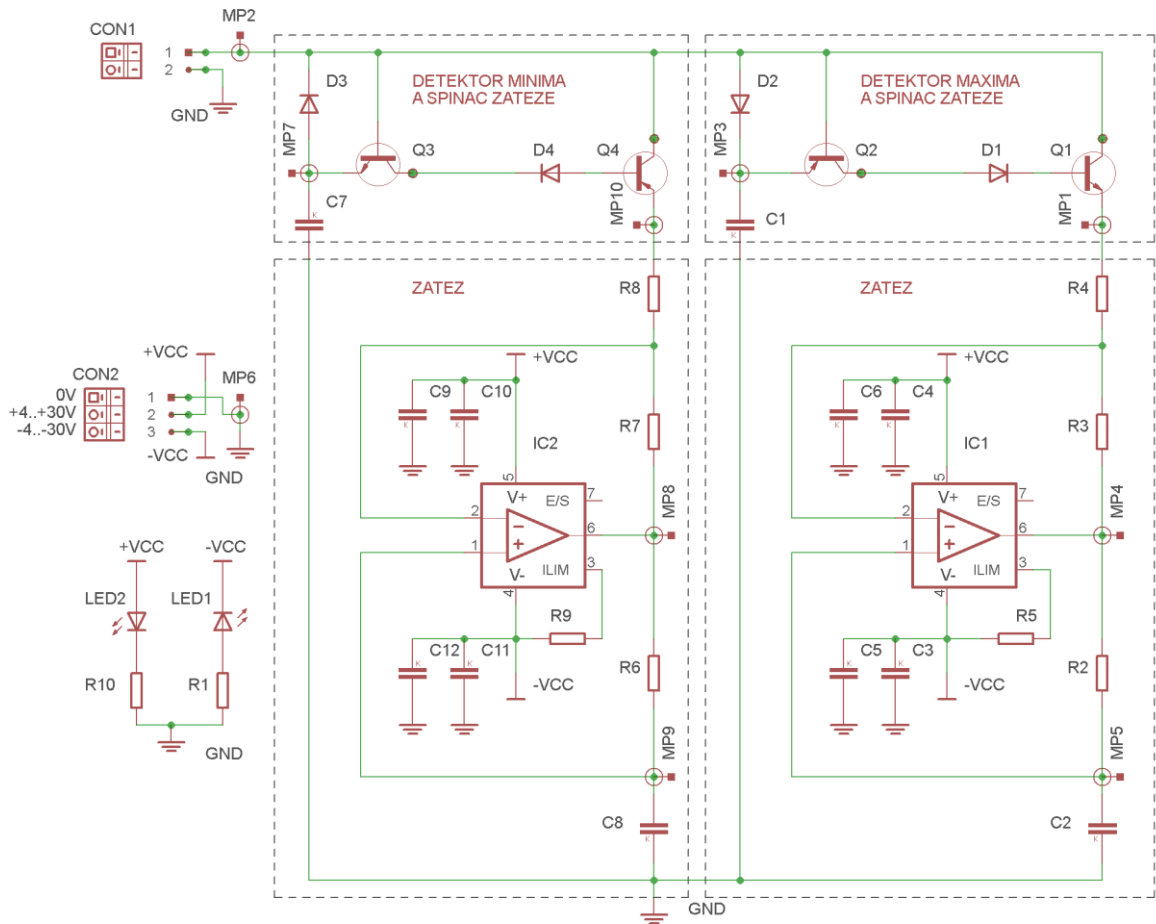 CON1
1
2
GND
MP2
D3
DETEKTOR MINIMA
A SPINAC ZATEZE
MP7
Q3
D4
Q4
MP10
C7
K
D2
DETEKTOR MAXIMA
A SPINAC ZATEZE
MP3
Q2
D1
Q1
MP1
C1
K
ZATEZ
R8
+VCC
C9
C10
K
K
R7
IC2
5
V+
E/S
7
2
6
1
3
V-
ILIM
4
MP8
R9
C12
C11
K
K
-VCC
R6
MP9
C8
K
ZATEZ
R4
+VCC
C6
C4
K
K
R3
IC1
5
V+
E/S
7
2
6
1
3
V-
ILIM
4
MP4
R5
C5
C3
K
K
-VCC
R2
MP5
C2
K
GND
+VCC
CON2
0V
+4..+30V
-4..-30V
1
2
3
MP6
-VCC
GND
+VCC
-VCC
LED2
LED1
R10
R1
GND